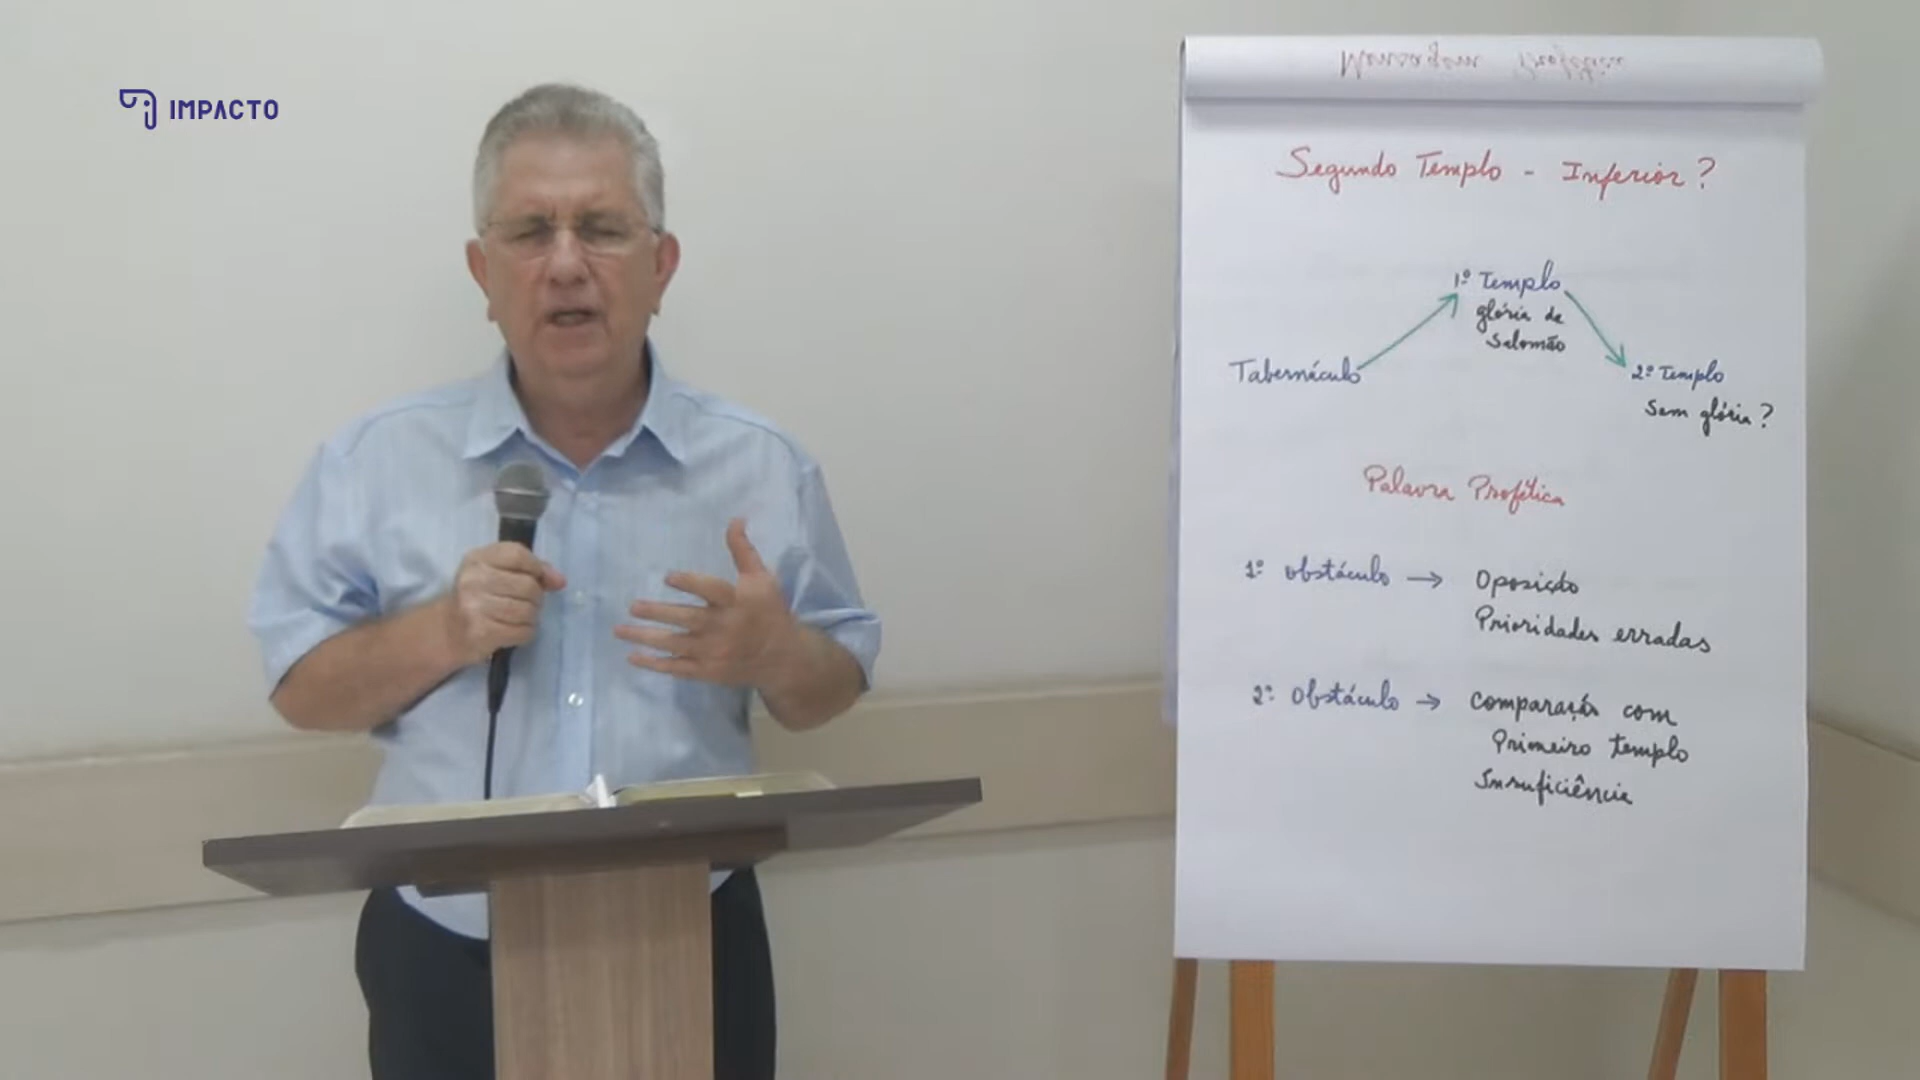 IMPACTO
Segundo Templo - Inferior?
1º Templo
glória de
Salomão
Tabernáculo
2º Templo
Sem glória?
Palavra Profética
1º obstáculo → Oposição
Prioridades erradas
2º Obstáculo → Comparação com
Primeiro templo
Insuficiência